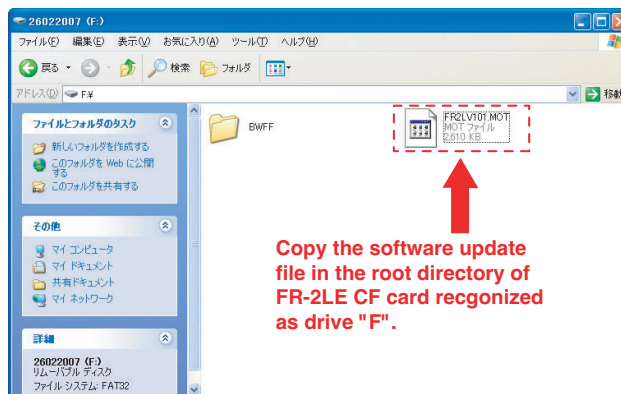 26022007 (F:)
ファイル(F) 編集(E) 表示(V) お気に入り(A) ツール(T) ヘルプ(H)
戻る 検索 フォルダ
アドレス(D) F:¥ 移動
ファイルとフォルダのタスク
新しいフォルダを作成する
このフォルダを Web に公開
する
このフォルダを共有する
BWFF
FR2LV101.MOT
MOT ファイル
2,610 KB
その他
マイ コンピュータ
マイ ドキュメント
共有ドキュメント
マイ ネットワーク
Copy the software update
file in the root directory of
FR-2LE CF card recgonized
as drive "F".
詳細
26022007 (F:)
リムーバブル ディスク
ファイル システム: FAT32